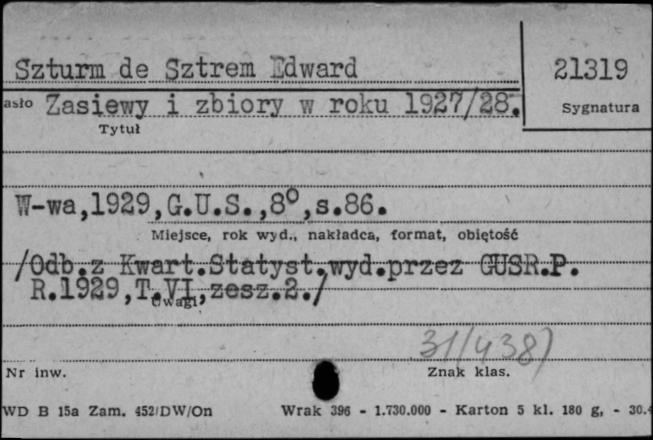 Szturm de Sztrem Edward
21319
asło Zasiewy i zbiory w roku 1927/28.
Sygnatura
Tytuł
W-wa,1929,G.U.S.,8°,s.86.
Miejsce, rok wyd., nakładca, format, objętość
/Odb.z Kwart.Statyst.wyd.przez GUSR.P.
R.1929,T.VI,zesz.2./
Uwagi
31/438)
Nr inw.
Znak klas.
WD B 15a Zam. 452/DW/On Wrak 396 - 1.730.000 - Karton 5 kl. 180 g, - 30.4